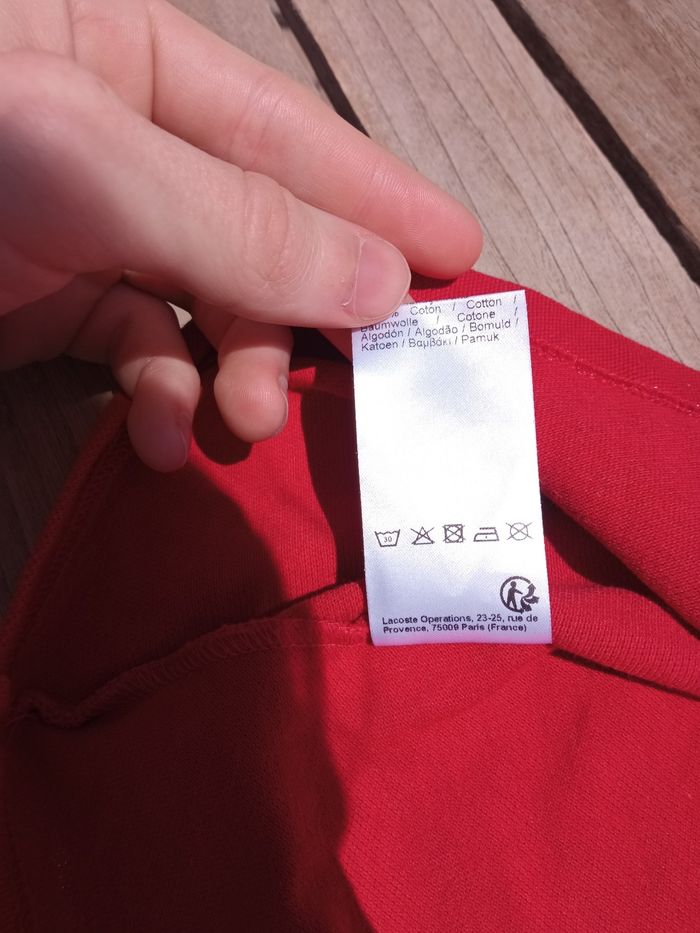 % Coton / Cotton /
Baumwolle / Cotone /
Algodón / Algodão / Bomuld /
Katoen / Βαμβάκι / Pamuk
30
Lacoste Operations, 23-25, rue de
Provence, 75009 Paris (France)